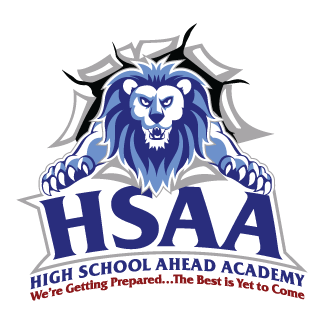 HSAA
HIGH SCHOOL AHEAD ACADEMY
We're Getting Prepared...The Best is Yet to Come